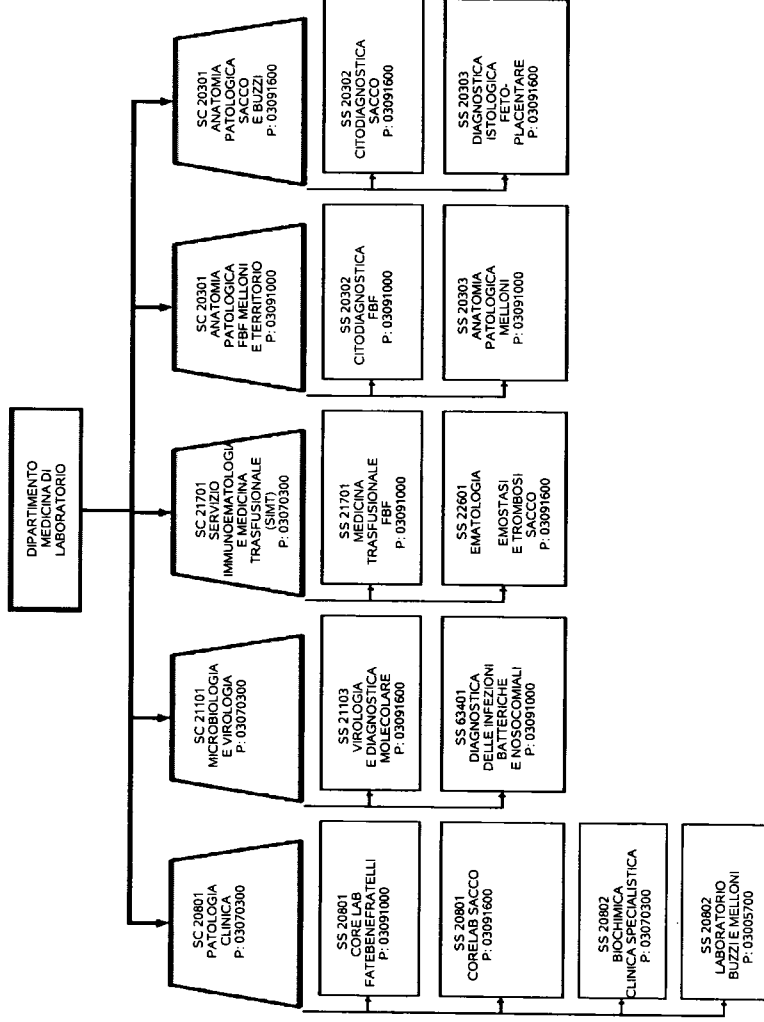 DIPARTIMENTO
MEDICINA DI
LABORATORIO
SC 20801
PATOLOGIA
CLINICA
P: 03070300
SS 20801
CORE LAB
FATEBENEFRATELLI
P: 03091000
SS 20801
CORELAB SACCO
P: 03091600
SS 20802
BIOCHIMICA
CLINICA SPECIALISTICA
P: 03070300
SS 20802
LABORATORIO
BUZZI E MELLONI
P: 03005700
SC 21101
MICROBIOLOGIA
E VIROLOGIA
P: 03070300
SS 21103
VIROLOGIA
E DIAGNOSTICA
MOLECOLARE
P: 03091600
SS 63401
DIAGNOSTICA
DELLE INFEZIONI
BATTERICHE
E NOSOCOMIALI
P: 03091000
SC 21701
SERVIZIO
IMMUNOEMATOLOGIA
E MEDICINA
TRASFUSIONALE
(SIMT)
P: 03070300
SS 21701
MEDICINA
TRASFUSIONALE
FBF
P: 03091000
SS 22601
EMATOLOGIA
EMOSTASI
E TROMBOSI
SACCO
P: 03091600
SC 20301
ANATOMIA
PATOLOGICA
FBF MELLONI
E TERRITORIO
P: 03091000
SS 20302
CITODIAGNOSTICA
FBF
P: 03091000
SS 20303
ANATOMIA
PATOLOGICA
MELLONI
P: 03091000
SC 20301
ANATOMIA
PATOLOGICA
SACCO
E BUZZI
P: 03091600
SS 20302
CITODIAGNOSTICA
SACCO
P: 03091600
SS 20303
DIAGNOSTICA
ISTOLOGICA
FETO-
PLACENTARE
P: 03091600